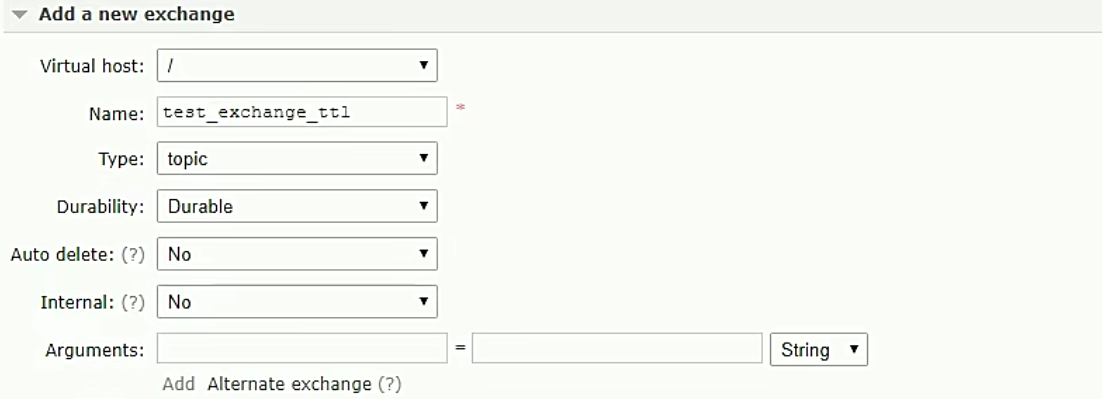 Add a new exchange
Virtual host: /
Name: test_exchange_ttl *
Type: topic
Durability: Durable
Auto delete: (?) No
Internal: (?) No
Arguments: = String
Add Alternate exchange (?)